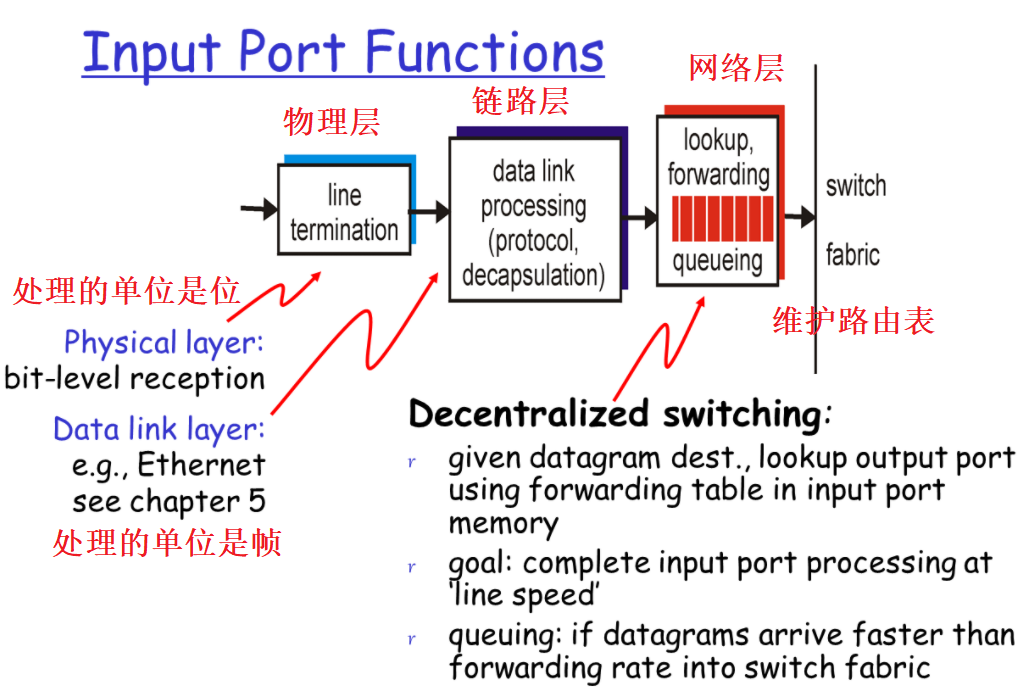 Input Port Functions
物理层
链路层
网络层
line
termination
data link
processing
(protocol,
decapsulation)
lookup,
forwarding
queueing
switch
fabric
处理的单位是位
维护路由表
Physical layer:
bit-level reception
Data link layer:
e.g., Ethernet
see chapter 5
处理的单位是帧
Decentralized switching:
r given datagram dest., lookup output port
using forwarding table in input port
memory
r goal: complete input port processing at
‘line speed’
r queuing: if datagrams arrive faster than
forwarding rate into switch fabric